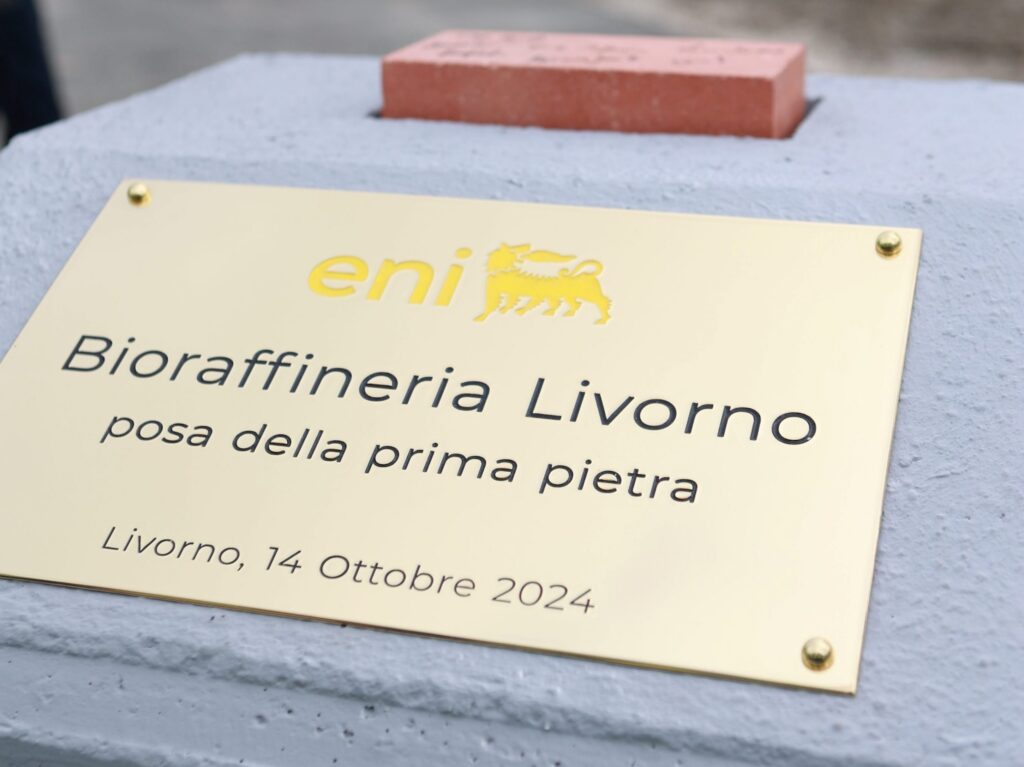 eni
Bioraffineria Livorno
posa della prima pietra
Livorno, 14 Ottobre 2024